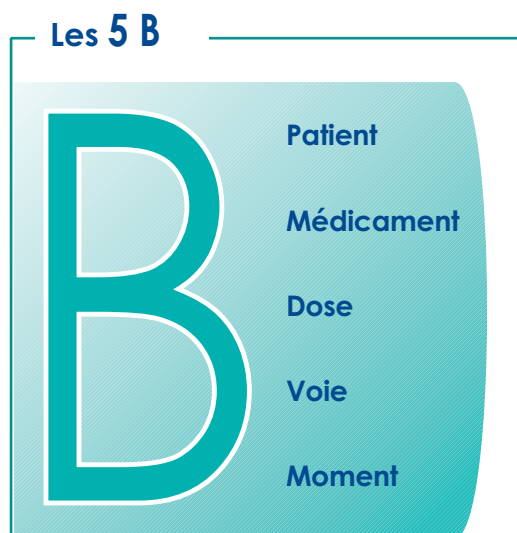 Les 5 B
B
Patient
Médicament
Dose
Voie
Moment